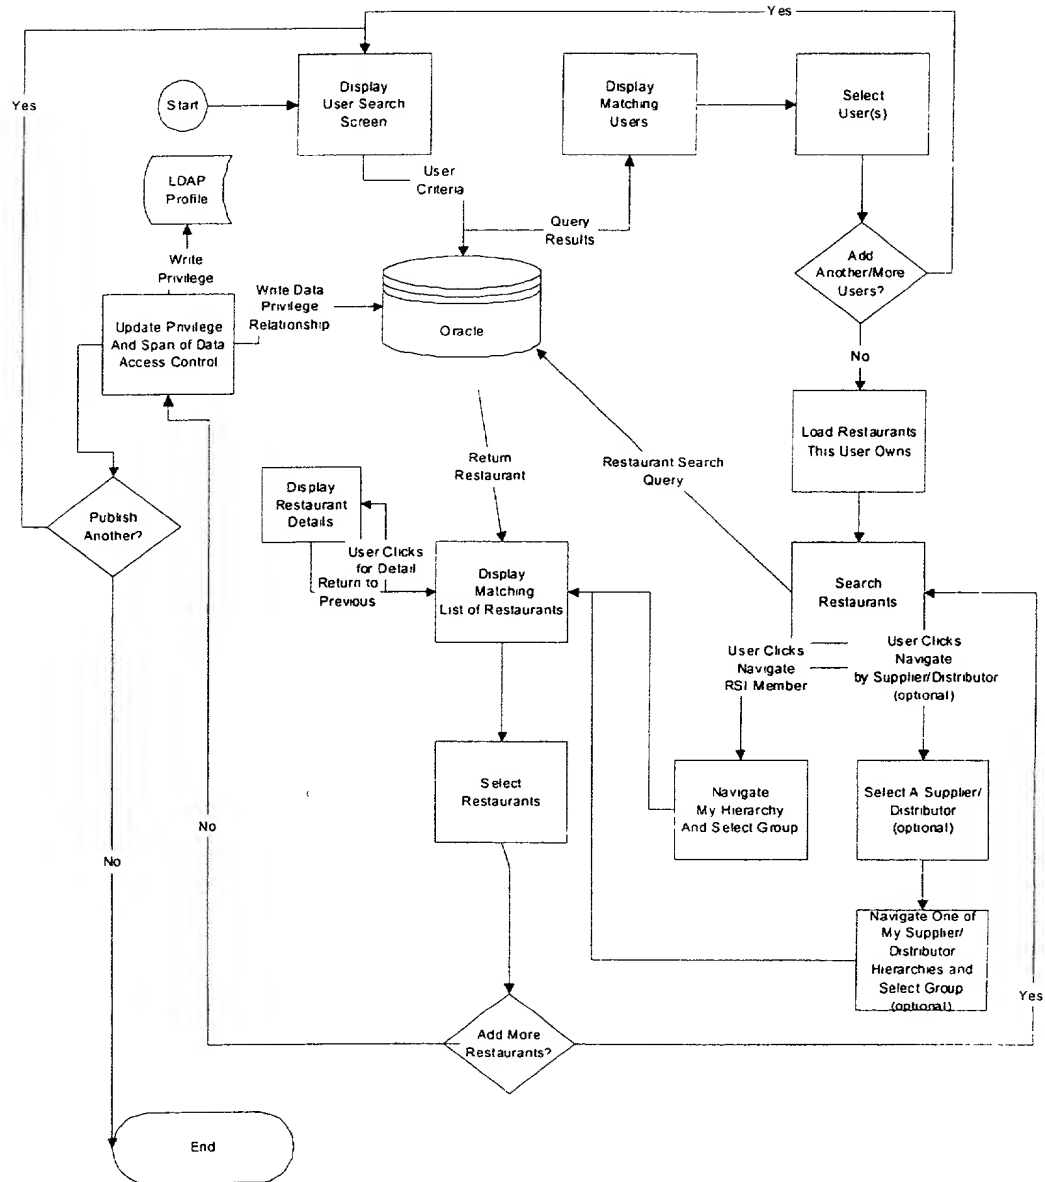 Yes
Yes
Start
Display
User Search
Screen
Display
Matching
Users
Select
User(s)
LDAP
Profile
User
Criteria
Query
Results
Write
Privilege
Add
Another/More
Users?
Write Data
Privilege
Relationship
Update Privilege
And Span of Data
Access Control
Oracle
No
Load Restaurants
This User Owns
Return
Restaurant
Restaurant Search
Query
Display
Restaurant
Details
Publish
Another?
User Clicks
for Detail
Return to
Previous
Display
Matching
List of Restaurants
Search
Restaurants
User Clicks
Navigate
RSI Member
User Clicks
Navigate
by Supplier/Distributor
(optional)
Select
Restaurants
Navigate
My Hierarchy
And Select Group
Select A Supplier/
Distributor
(optional)
No
No
Navigate One of
My Supplier/
Distributor
Hierarchies and
Select Group
(optional)
Yes
Add More
Restaurants?
End